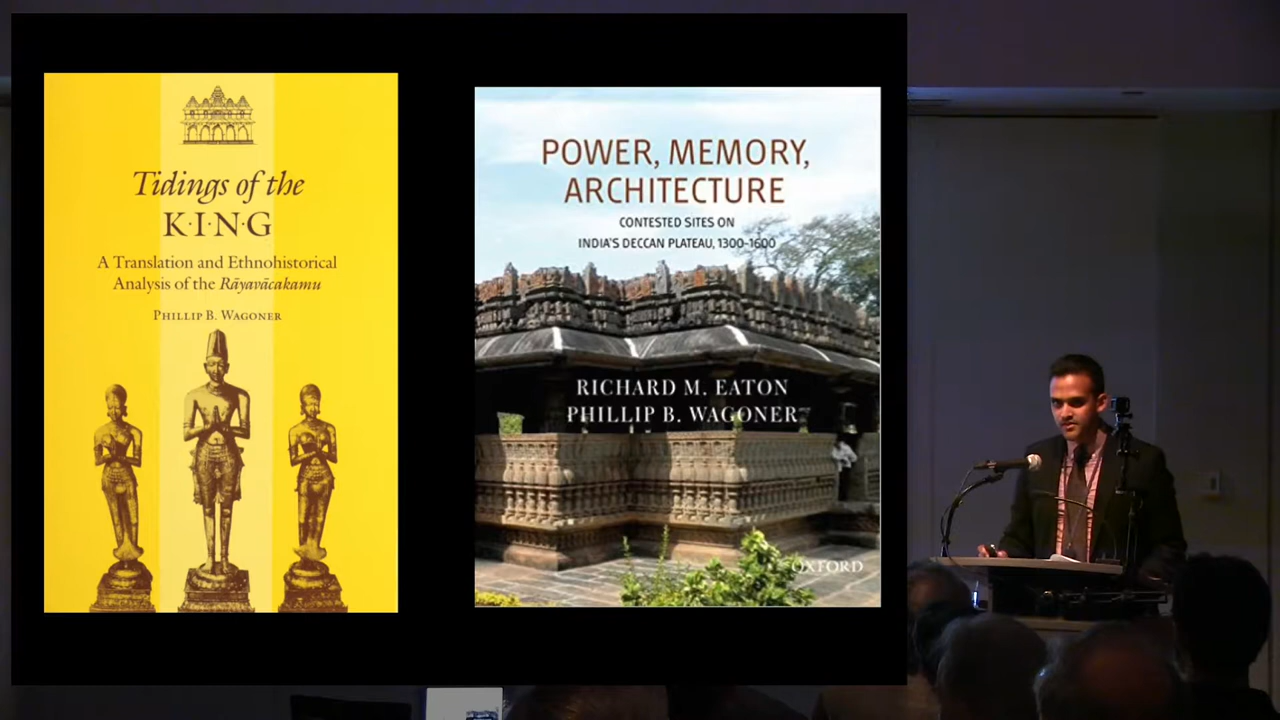 Tidings of the
K·I·N·G
A Translation and Ethnohistorical
Analysis of the Rāyavācakamu
PHILLIP B. WAGONER
POWER, MEMORY,
ARCHITECTURE
CONTESTED SITES ON
INDIA'S DECCAN PLATEAU, 1300-1600
RICHARD M. EATON
PHILLIP B. WAGONER
OXFORD